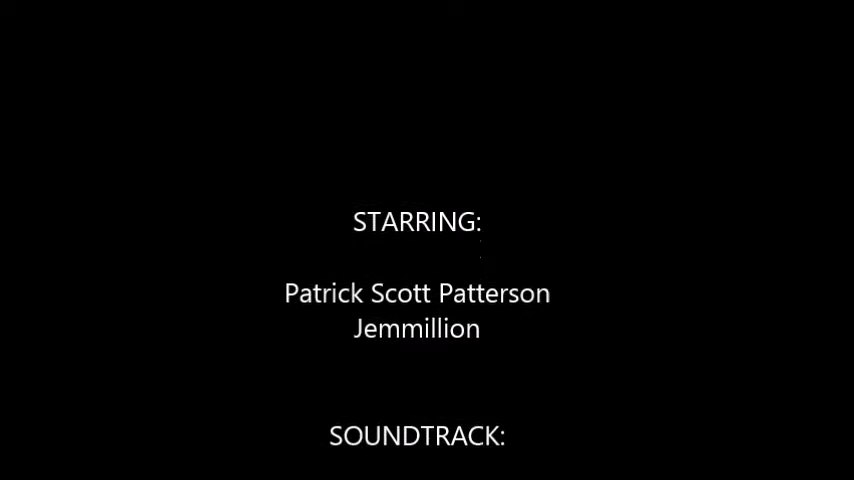 STARRING:
Patrick Scott Patterson
Jemmillion
SOUNDTRACK: